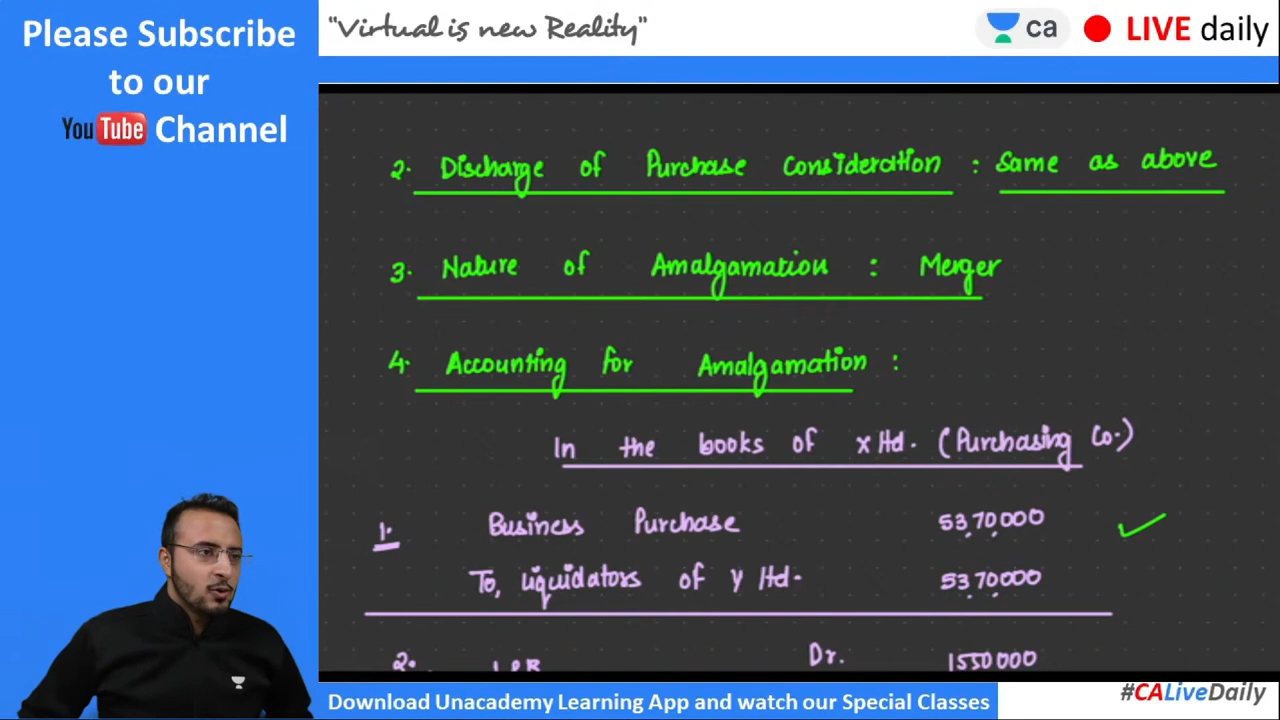 Please Subscribe
to our
YouTube Channel
"Virtual is new Reality"
ca
LIVE daily
2. Discharge of Purchase Consideration : Same as above
3. Nature of Amalgamation : Merger
4. Accounting for Amalgamation :
In the books of x ltd. (Purchasing Co.)
1. Business Purchase 53,70,000
To, liquidators of y ltd. 53,70,000
2. Dr. 1550000
Download Unacademy Learning App and watch our Special Classes
#CALiveDaily